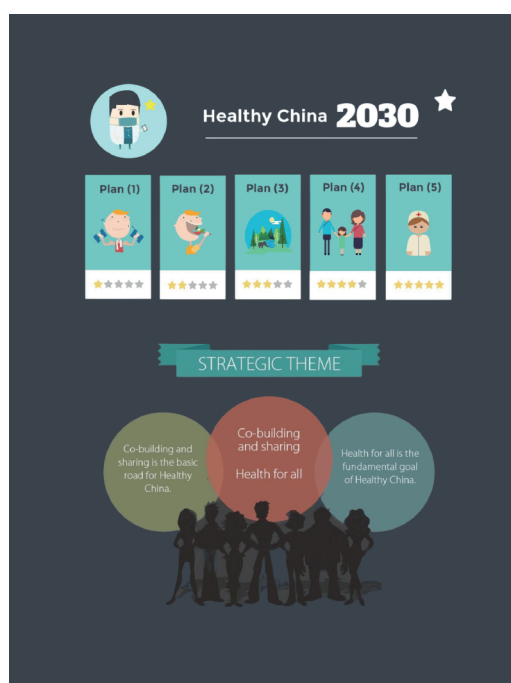 Healthy China 2030
Plan (1)
Plan (2)
Plan (3)
Plan (4)
Plan (5)
STRATEGIC THEME
Co-building and
sharing is the basic
road for Healthy
China.
Co-building
and sharing
Health for all
Health for all is the
fundamental goal
of Healthy China.